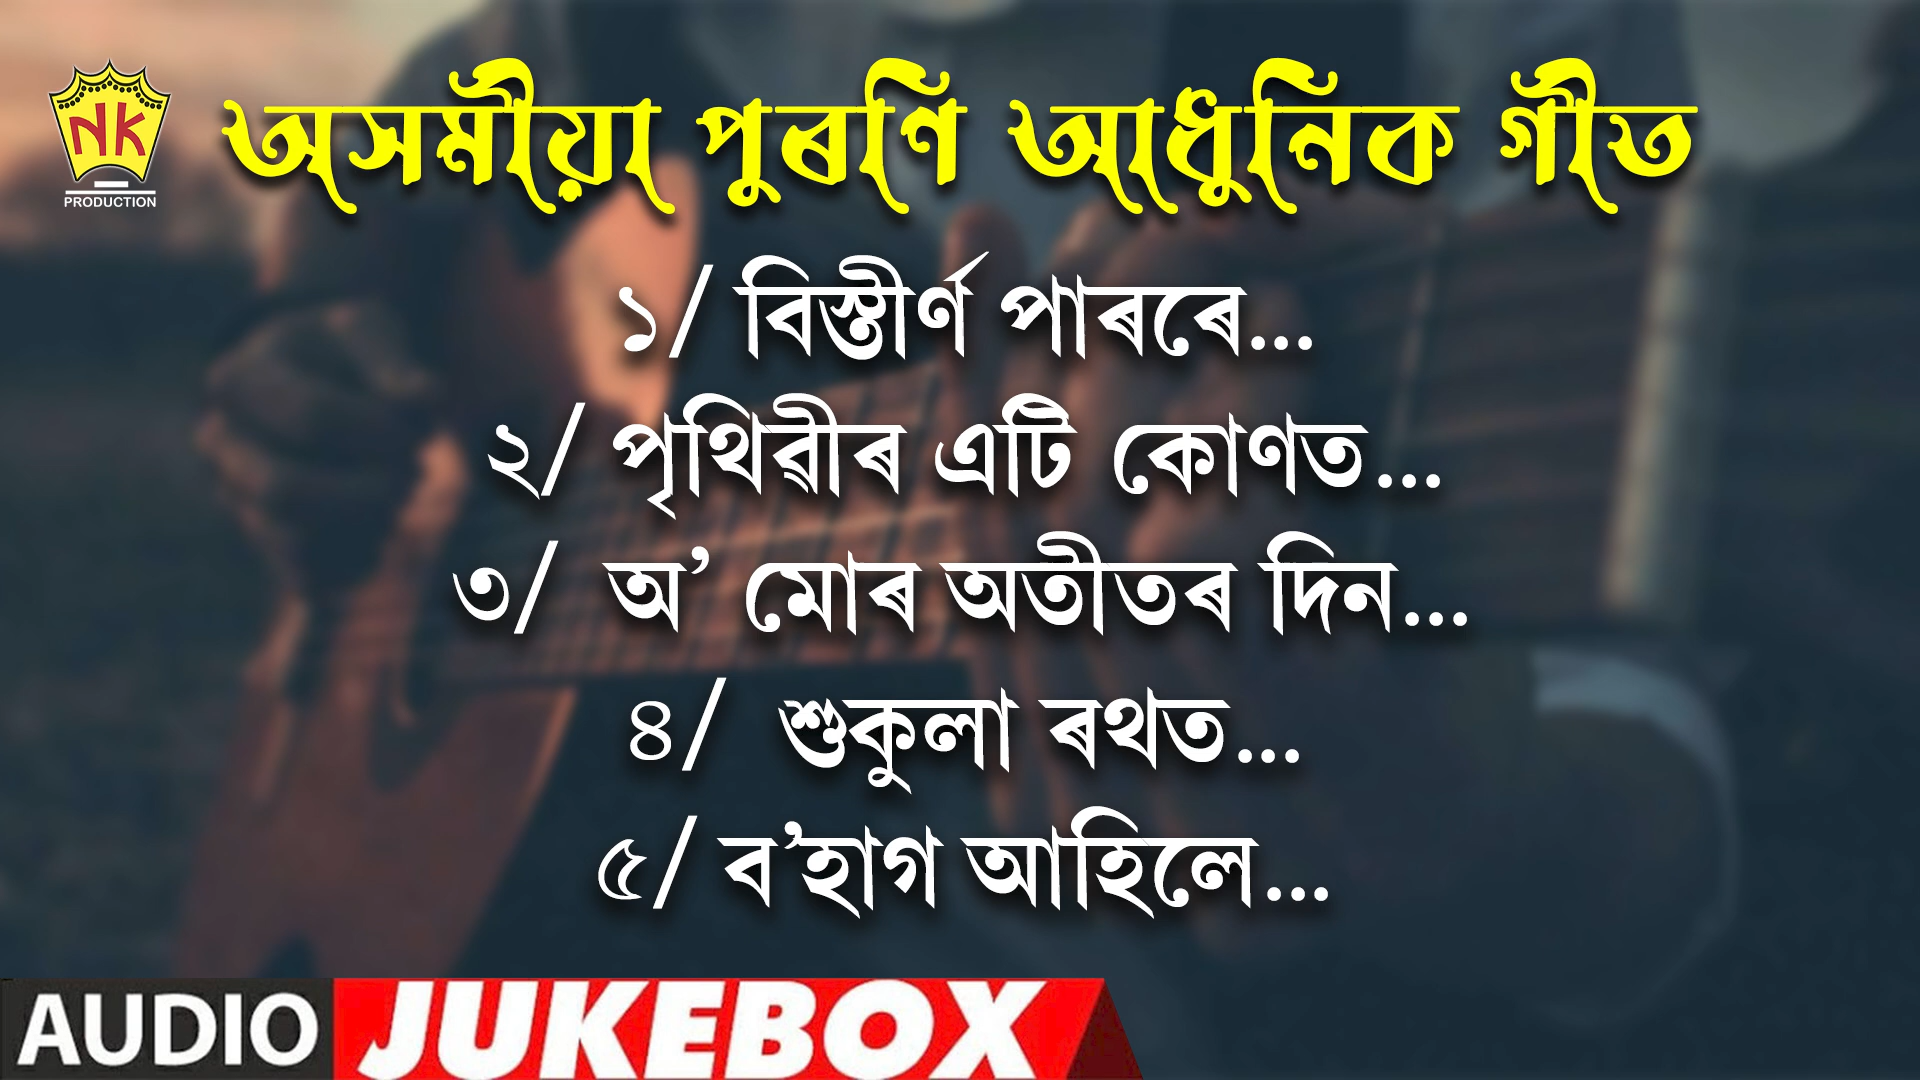 NK
PRODUCTION
অসমীয়া পুৰণি আধুনিক গীত
১/ বিস্তীৰ্ণ পাৰৰে...
২/ পৃথিৱীৰ এটি কোণত...
৩/ অ’ মোৰ অতীতৰ দিন...
৪/ শুকুলা ৰথত...
৫/ ব’হাগ আহিলে...
AUDIO JUKEBOX